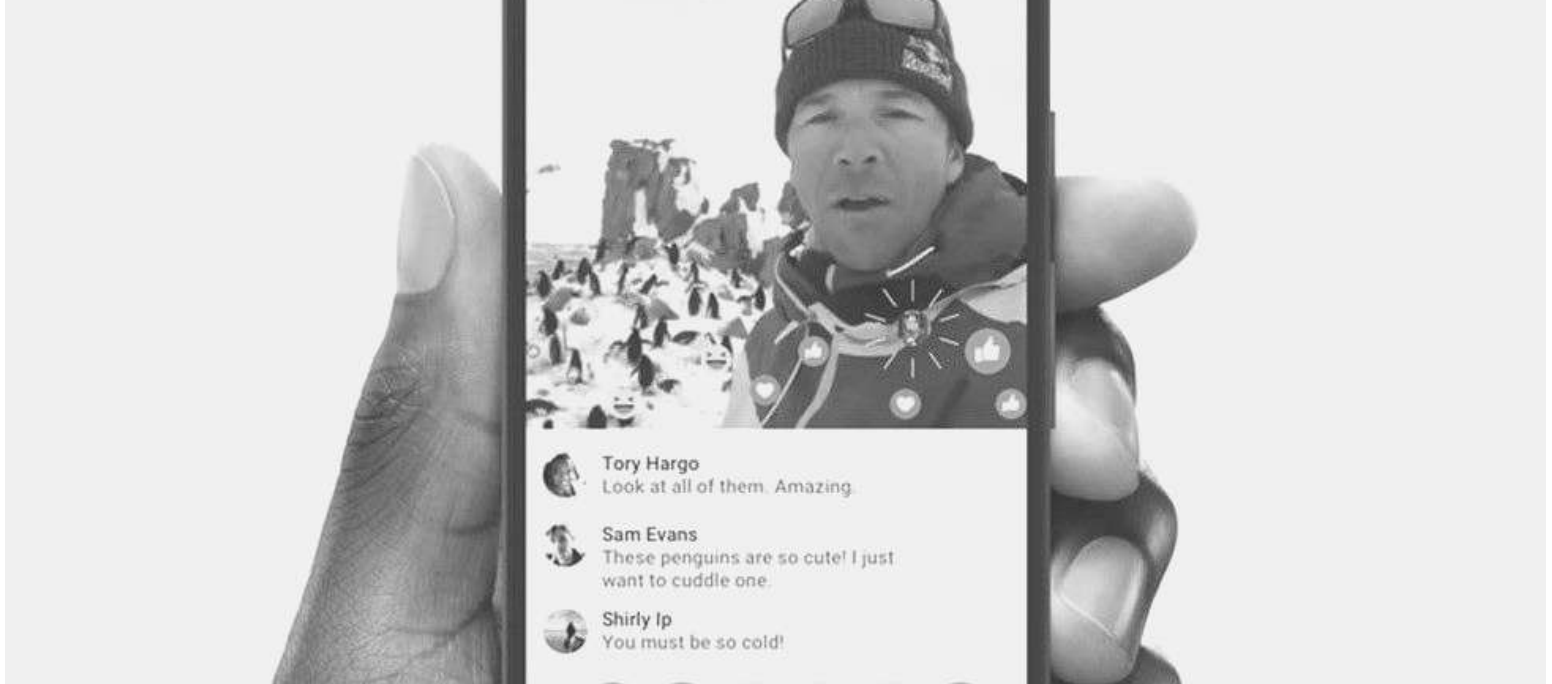 Tory Hargo
Look at all of them. Amazing.
Sam Evans
These penguins are so cute! I just
want to cuddle one.
Shirly Ip
You must be so cold!